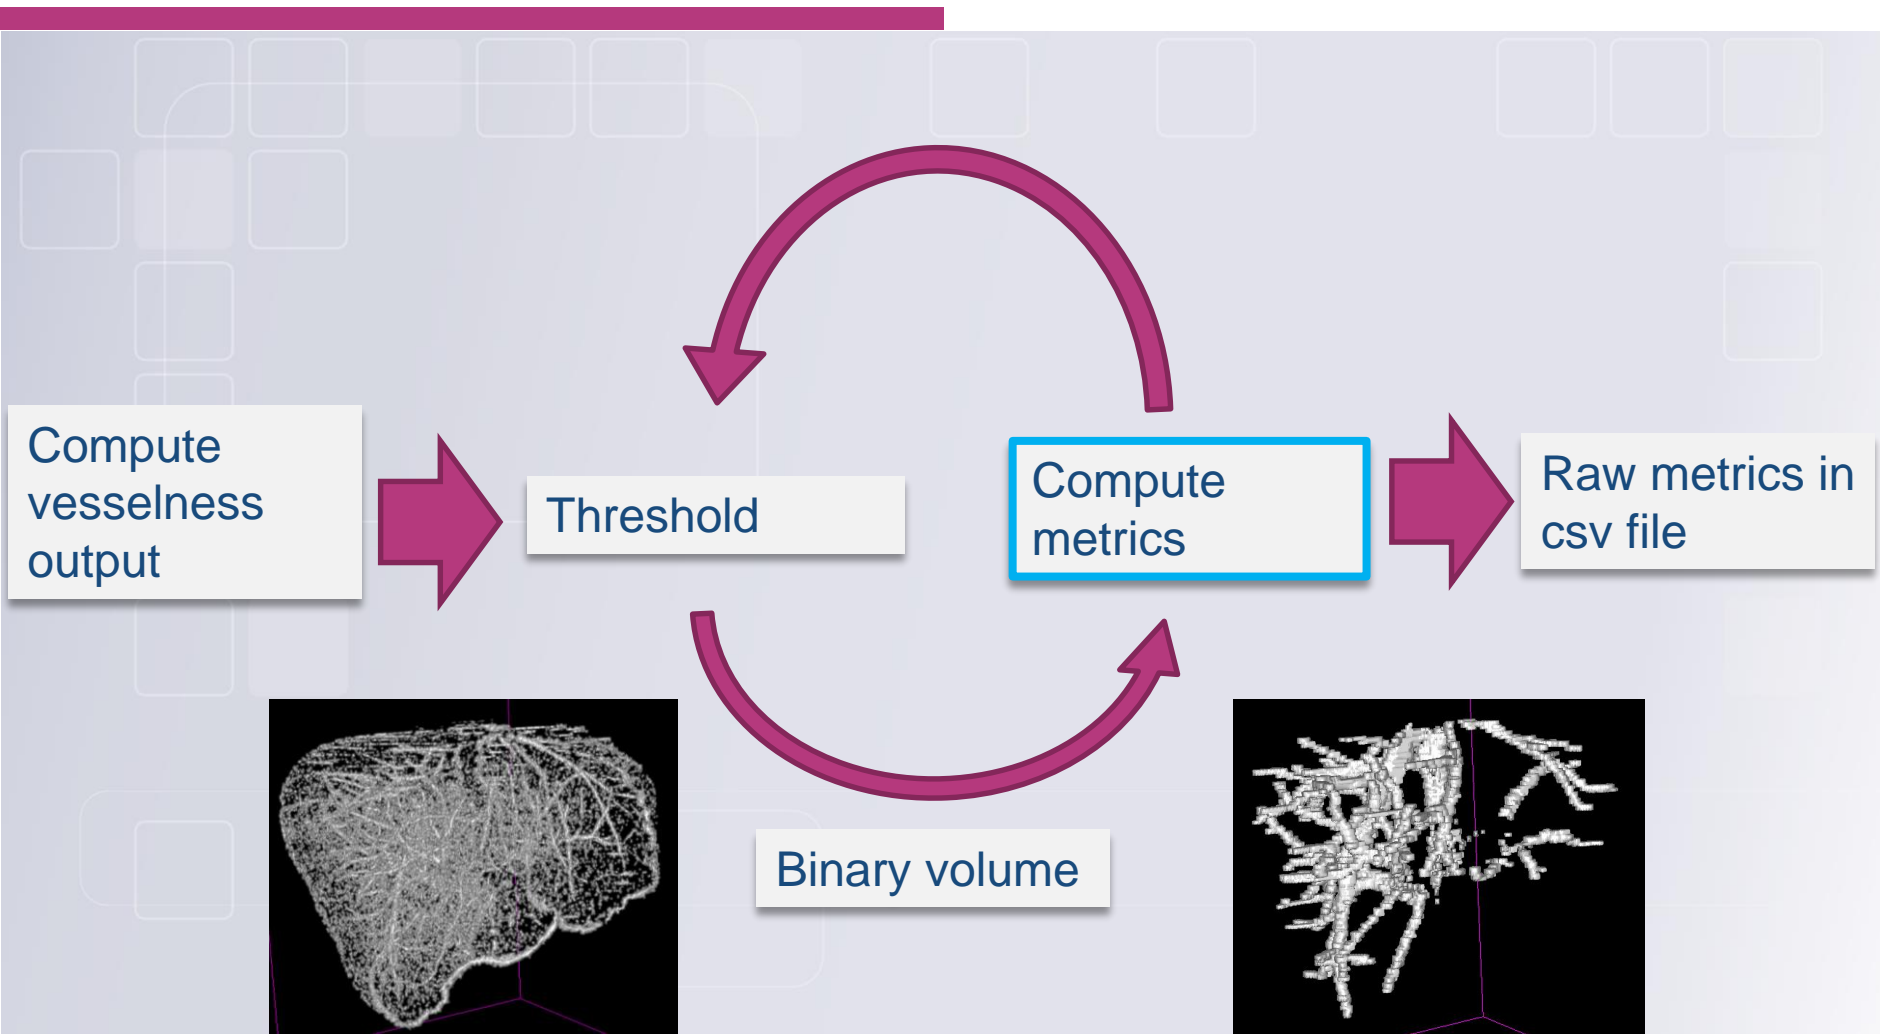 Compute
vesselness
output
Threshold
Compute
metrics
Raw metrics in
csv file
Binary volume